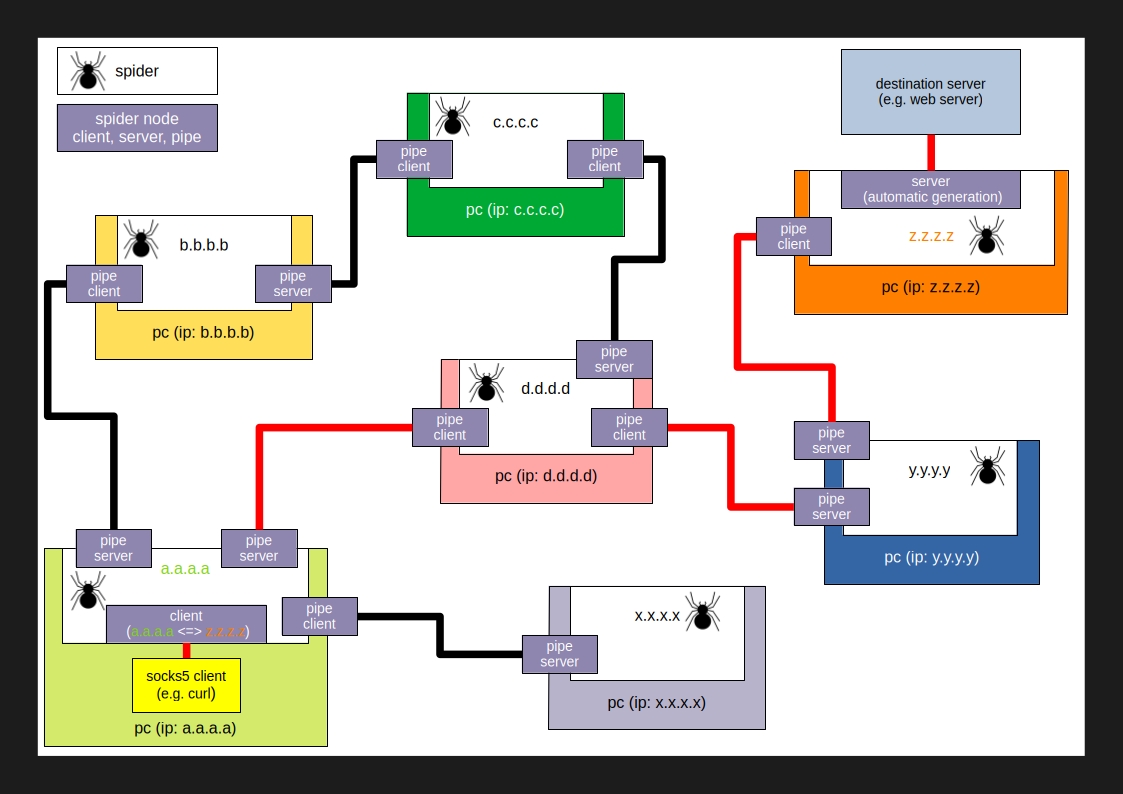 spider
spider node
client, server, pipe
c.c.c.c
pipe
client
pipe
client
pc (ip: c.c.c.c)
destination server
(e.g. web server)
server
(automatic generation)
pipe
client
z.z.z.z
pc (ip: z.z.z.z)
b.b.b.b
pipe
client
pipe
server
pc (ip: b.b.b.b)
pipe
server
d.d.d.d
pipe
client
pipe
client
pc (ip: d.d.d.d)
pipe
server
y.y.y.y
pipe
server
pc (ip: y.y.y.y)
pipe
server
pipe
server
a.a.a.a
client
(a.a.a.a <=> z.z.z.z)
pipe
client
socks5 client
(e.g. curl)
pc (ip: a.a.a.a)
x.x.x.x
pipe
server
pc (ip: x.x.x.x)